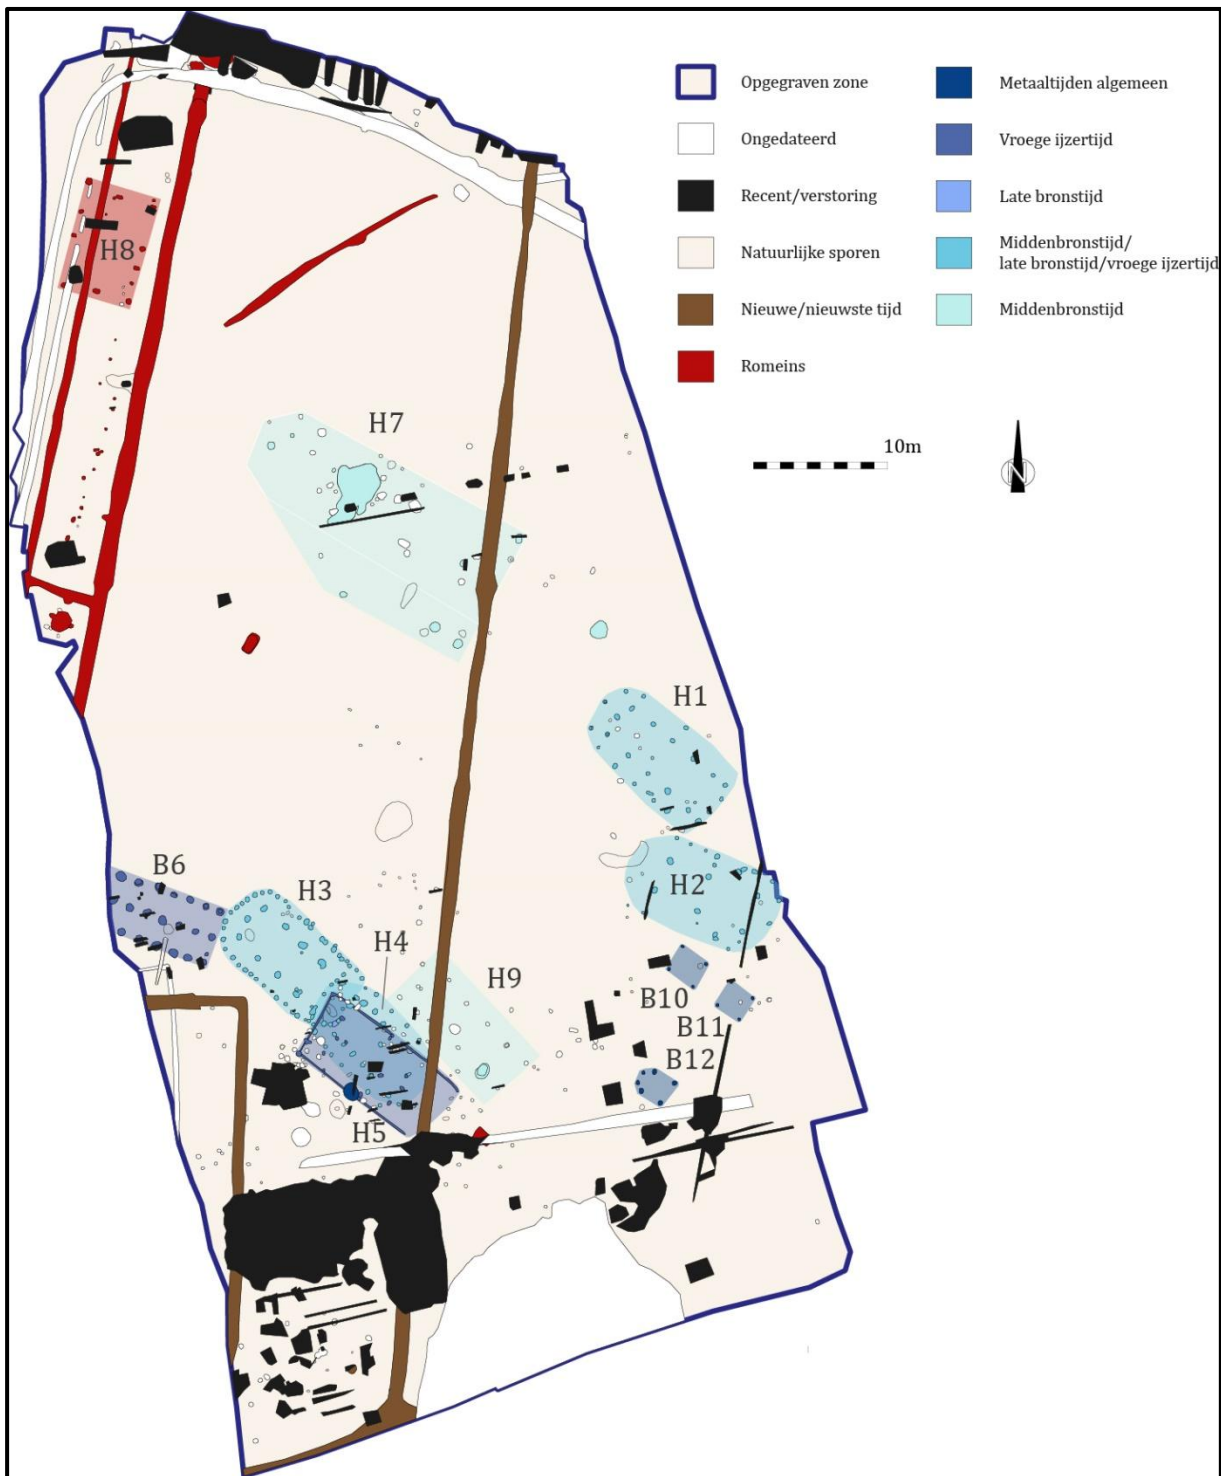 Opgegraven zone
Ongedateerd
Recent/verstoring
Natuurlijke sporen
Nieuwe/nieuwste tijd
Romeins
Metaaltijden algemeen
Vroege ijzertijd
Late bronstijd
Middenbronstijd/
late bronstijd/vroege ijzertijd
Middenbronstijd
10m
N
H8
H7
H1
H2
B6
H3
H4
H9
B10
B11
B12
H5